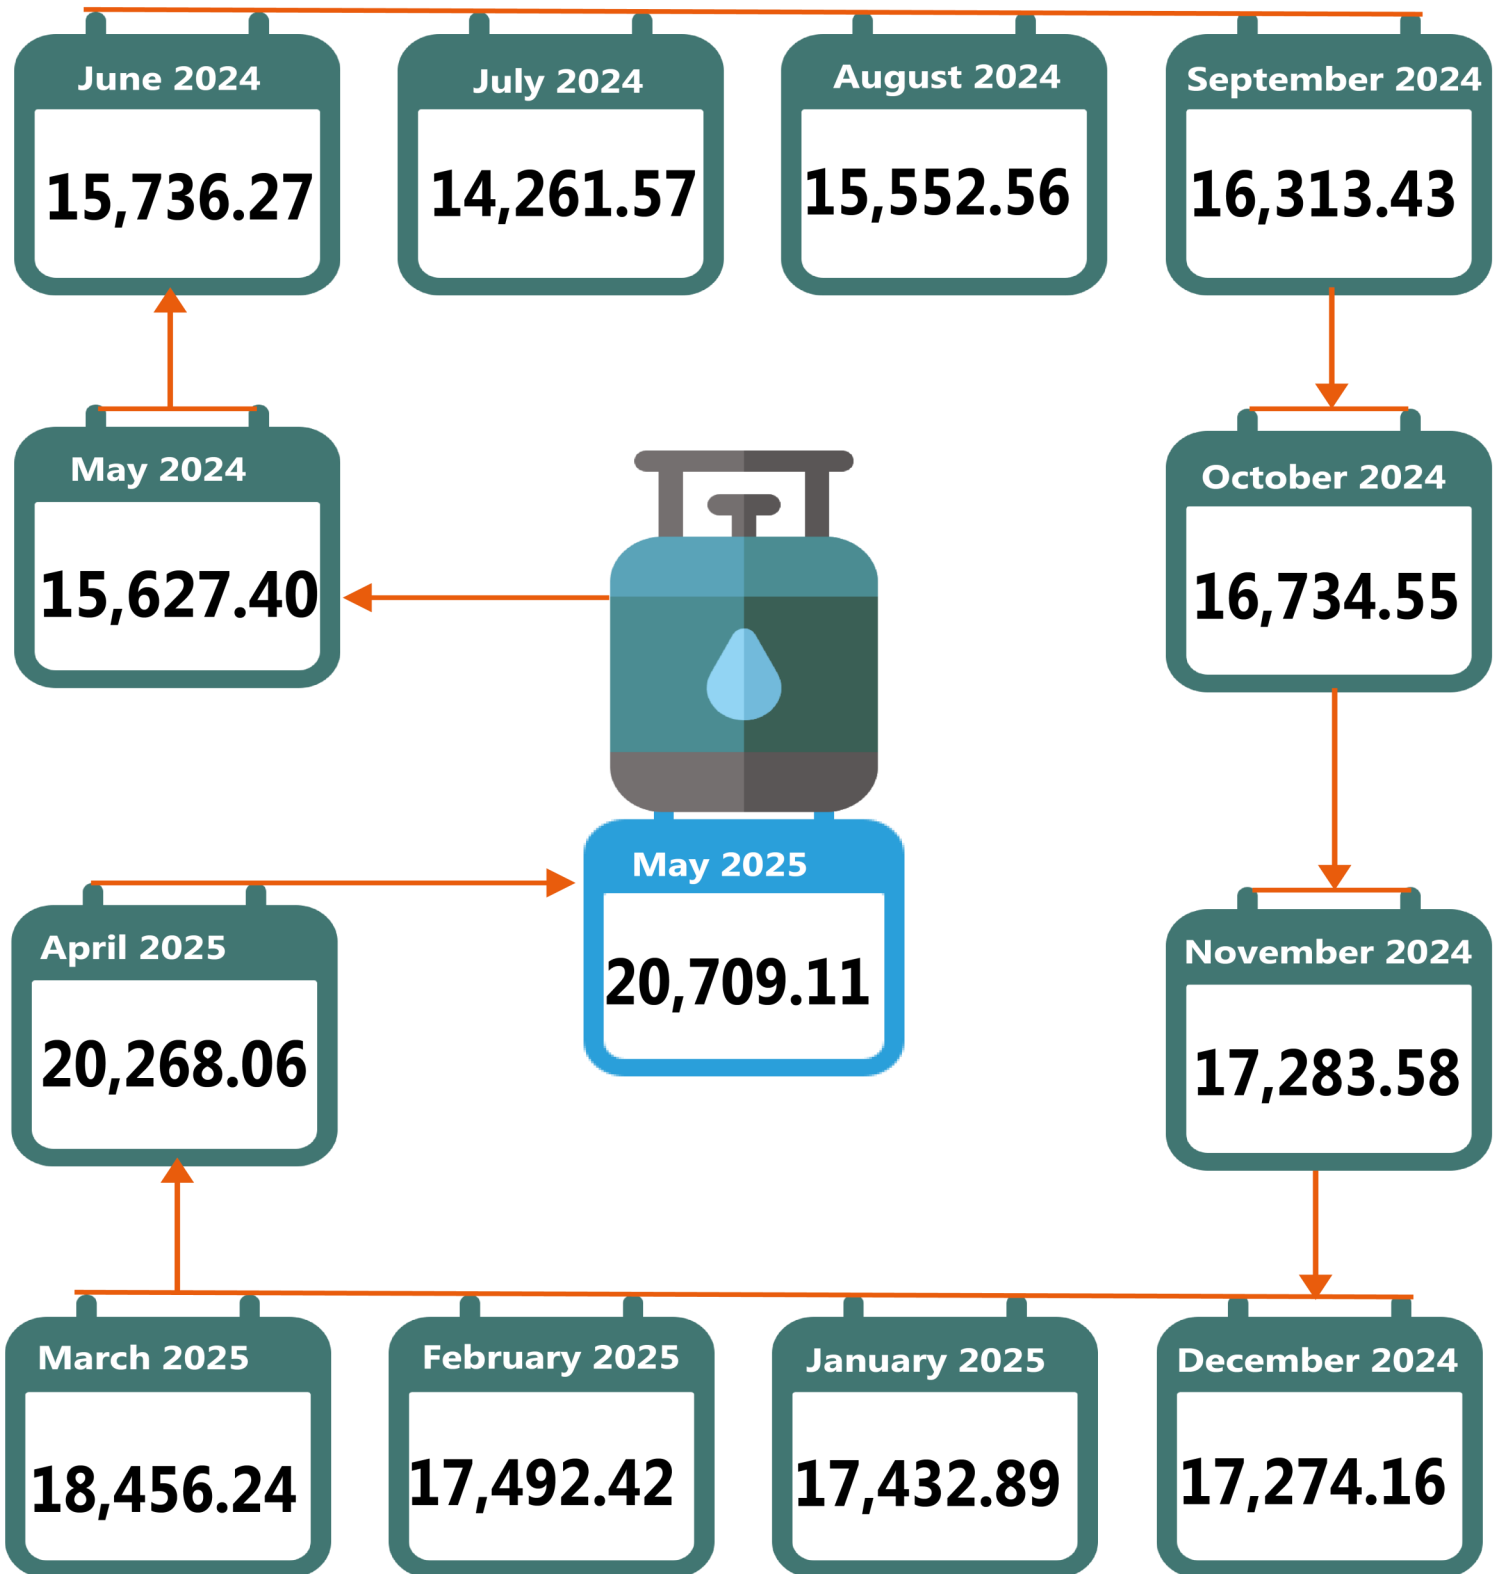 June 2024
15,736.27
July 2024
14,261.57
August 2024
15,552.56
September 2024
16,313.43
May 2024
15,627.40
October 2024
16,734.55
May 2025
20,709.11
April 2025
20,268.06
November 2024
17,283.58
March 2025
18,456.24
February 2025
17,492.42
January 2025
17,432.89
December 2024
17,274.16